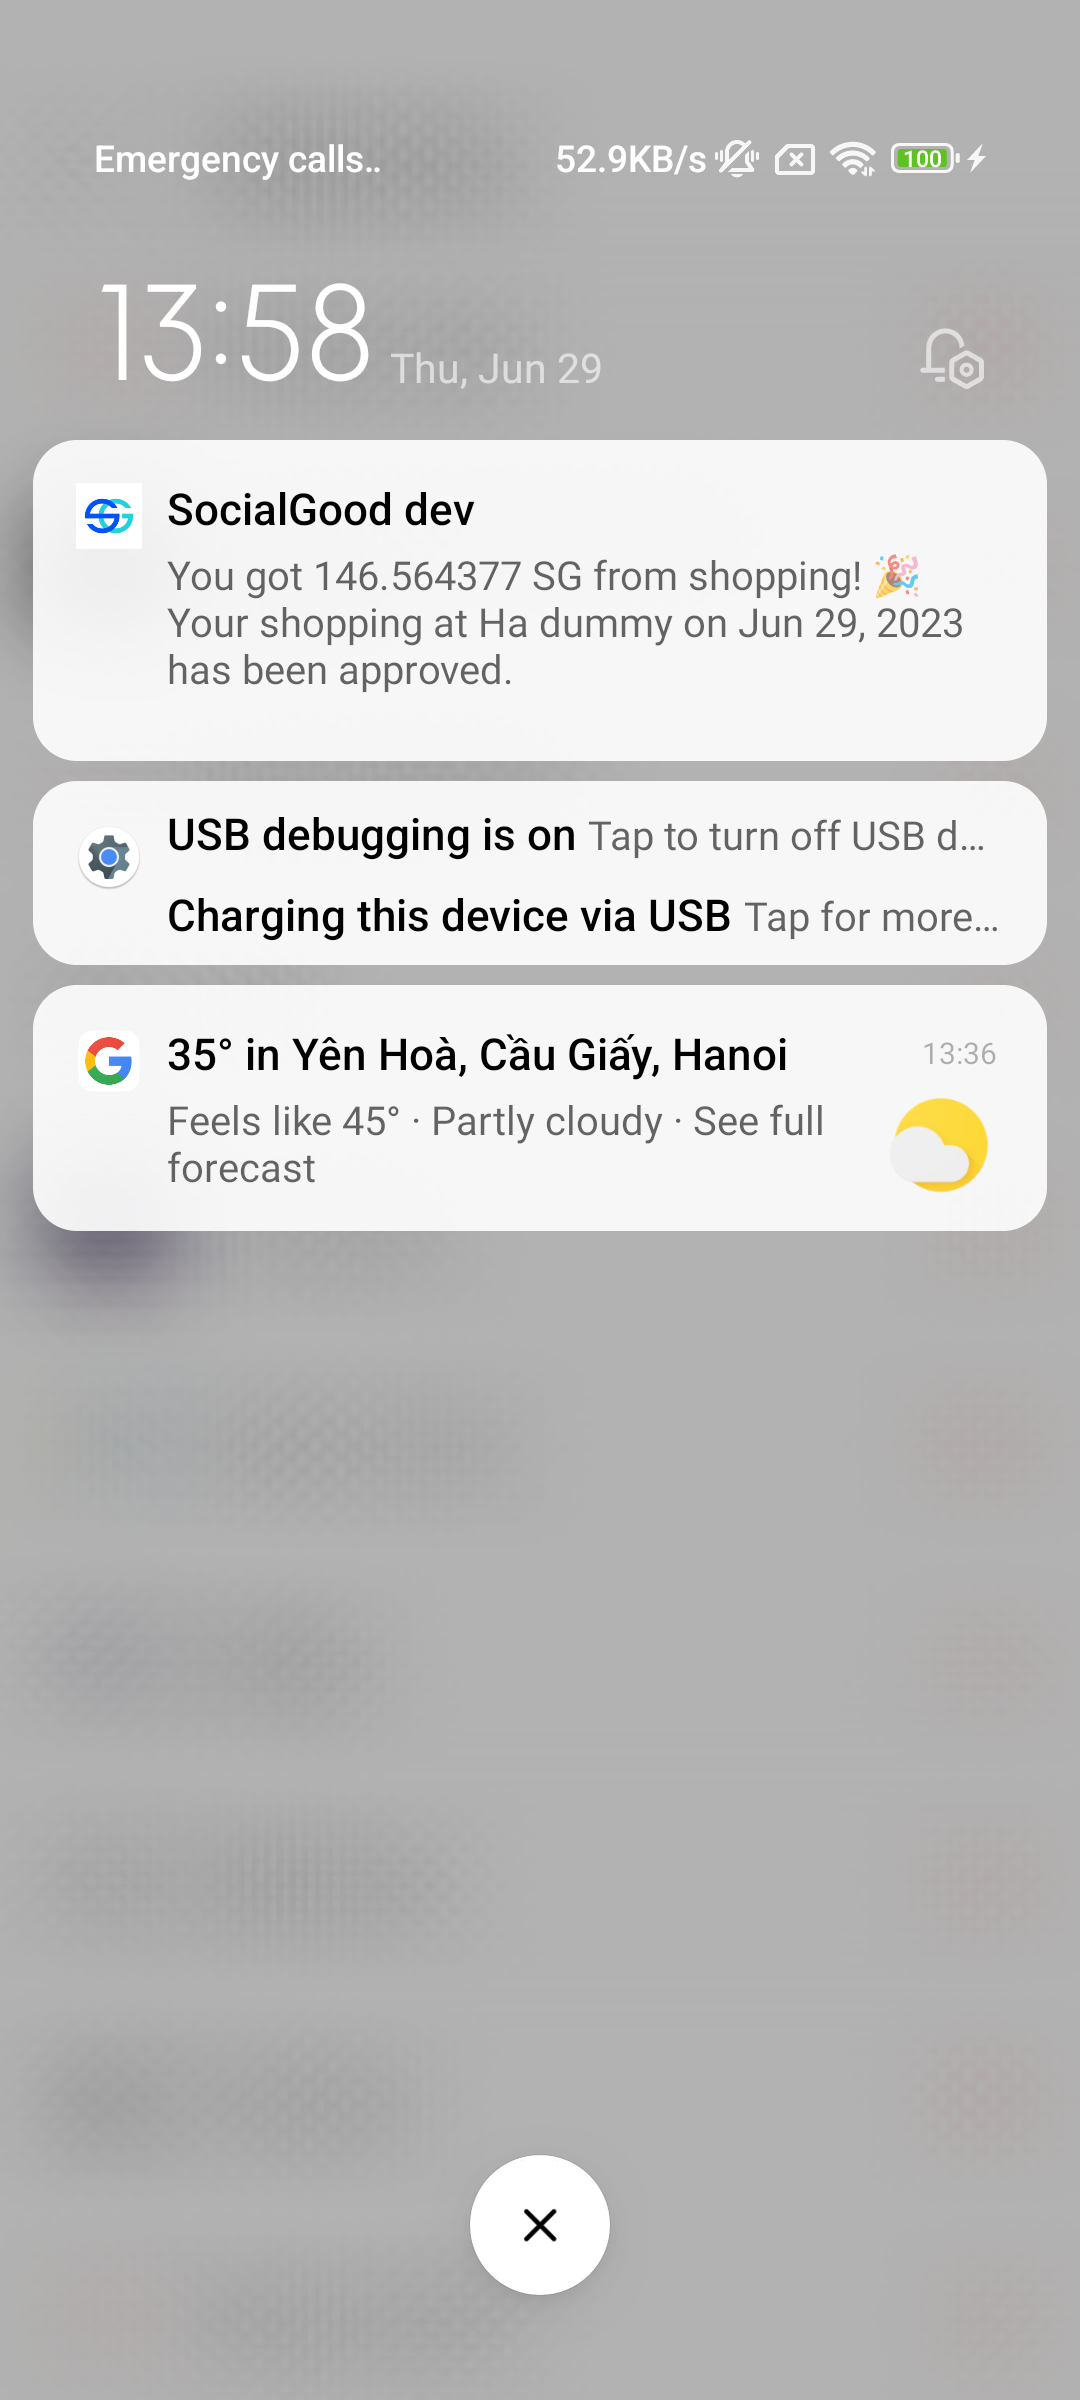 Emergency calls..
52.9KB/s
100
13:58 Thu, Jun 29
SocialGood dev
You got 146.564377 SG from shopping! 🎉
Your shopping at Ha dummy on Jun 29, 2023
has been approved.
USB debugging is on Tap to turn off USB d...
Charging this device via USB Tap for more...
35° in Yên Hoà, Cầu Giấy, Hanoi
13:36
Feels like 45° · Partly cloudy · See full
forecast